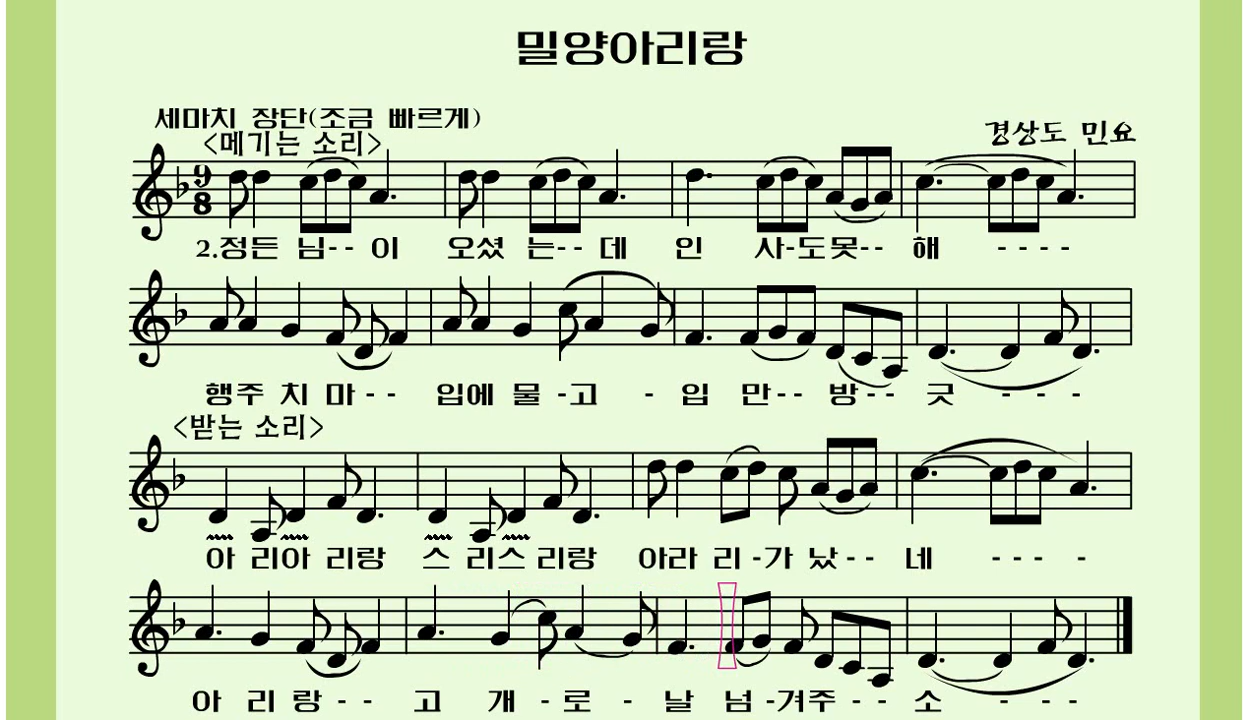 밀양아리랑
세마치 장단(조금 빠르게)
<메기는 소리>
경상도 민요
9
8
2.정든 님-- 이 오셨 는-- 데 인 사-도못-- 해 ----
행주 치 마-- 입에 물 -고 - 입 만-- 방-- 긋 ---
<받는 소리>
아 리아 리랑 스 리스 리랑 아라 리 -가 났-- 네 --- -
아 리 랑 -- 고 개 -로 - 날 넘 -겨주 -- 소 - --